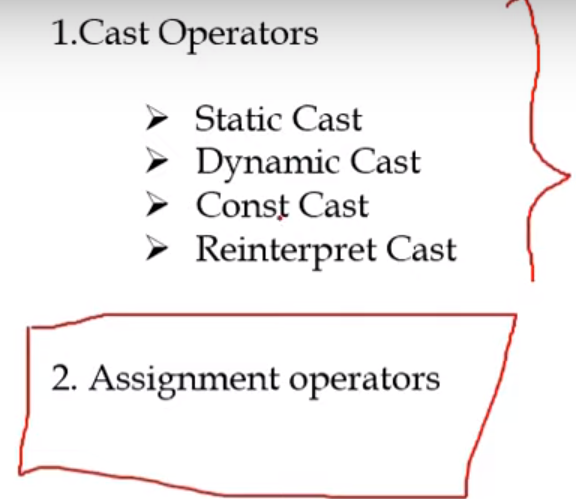 1.Cast Operators
➢ Static Cast
➢ Dynamic Cast
➢ Const Cast
➢ Reinterpret Cast
2. Assignment operators